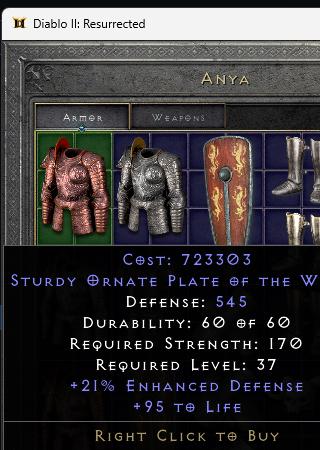 Diablo II: Resurrected
Anya
Armor Weapons
Cost: 723303
Sturdy Ornate Plate of the W
Defense: 545
Durability: 60 of 60
Required Strength: 170
Required Level: 37
+21% Enhanced Defense
+95 to Life
Right Click to Buy